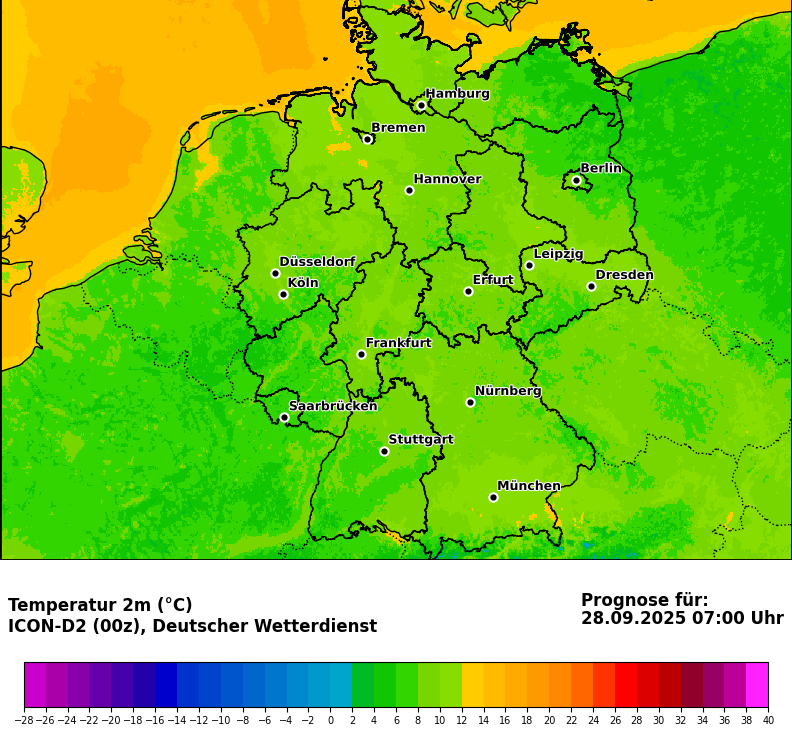 Hamburg
Bremen
Berlin
Hannover
Leipzig
Düsseldorf
Dresden
Köln
Erfurt
Frankfurt
Nürnberg
Saarbrücken
Stuttgart
München
Temperatur 2m (°C)
ICON-D2 (00z), Deutscher Wetterdienst
Prognose für:
28.09.2025 07:00 Uhr
−28 −26 −24 −22 −20 −18 −16 −14 −12 −10 −8 −6 −4 −2 0 2 4 6 8 10 12 14 16 18 20 22 24 26 28 30 32 34 36 38 40